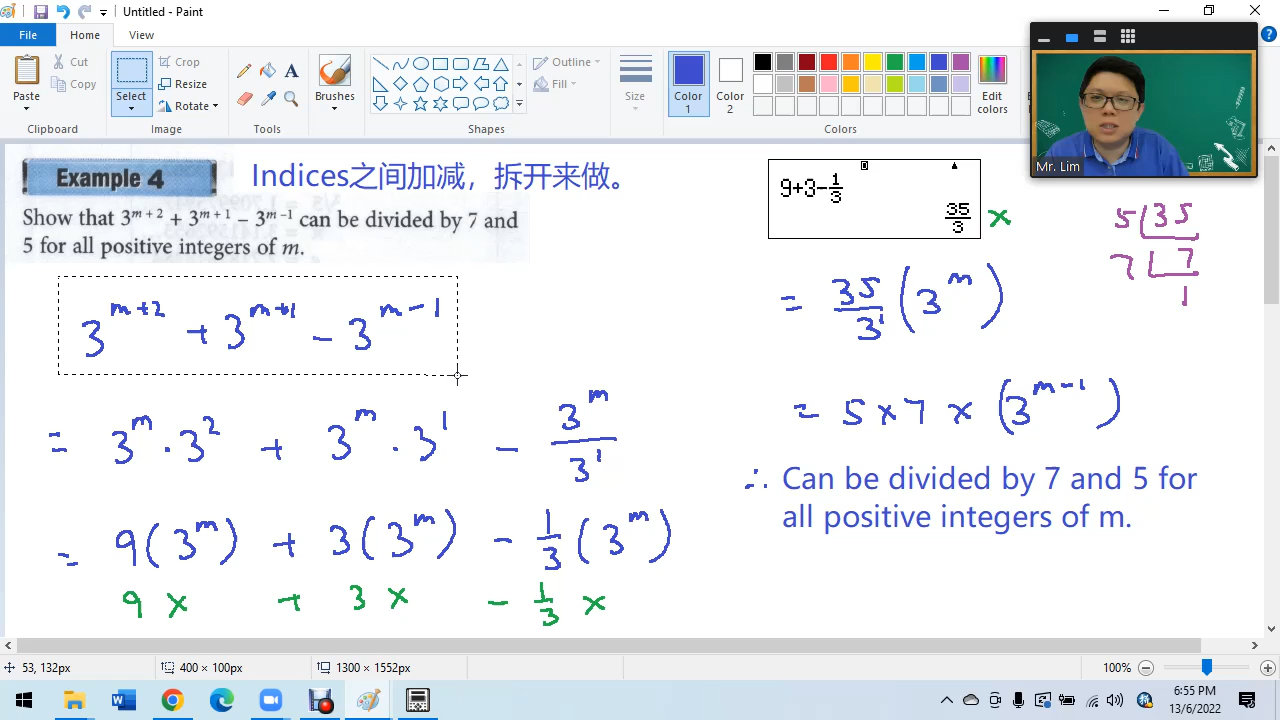 Untitled - Paint
File Home View
Paste Cut Copy Clipboard
Select Crop Resize Rotate Image
Tools
Brushes
Outline Fill Shapes
Size
Color 1 Color 2 Edit colors Colors
Mr. Lim
Example 4 Indices之间加减，拆开来做。
Show that 3^{m + 2} + 3^{m + 1} – 3^{m – 1} can be divided by 7 and
5 for all positive integers of m.
3^{m+2} + 3^{m+1} - 3^{m-1}
= 3^m · 3^2 + 3^m · 3^1 - 3^m/3^1
= 9(3^m) + 3(3^m) - 1/3(3^m)
9 x + 3 x - 1/3 x
9+3-1/3
35/3 x
5 35
7 7
1
= 35/3^1 (3^m)
= 5 x 7 x (3^{m-1})
∴ Can be divided by 7 and 5 for
all positive integers of m.
53, 132px 400 × 100px 1300 × 1552px 100%
6:55 PM
13/6/2022